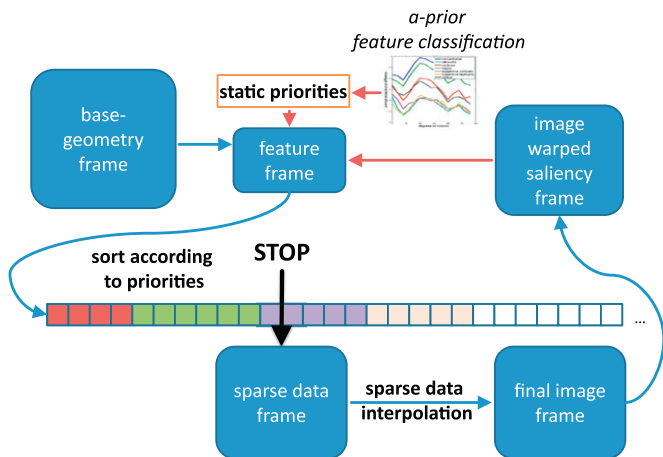 a-prior
feature classification
static priorities
base-
geometry
frame
feature
frame
image
warped
saliency
frame
sort according
to priorities
STOP
...
sparse data
frame
sparse data
interpolation
final image
frame